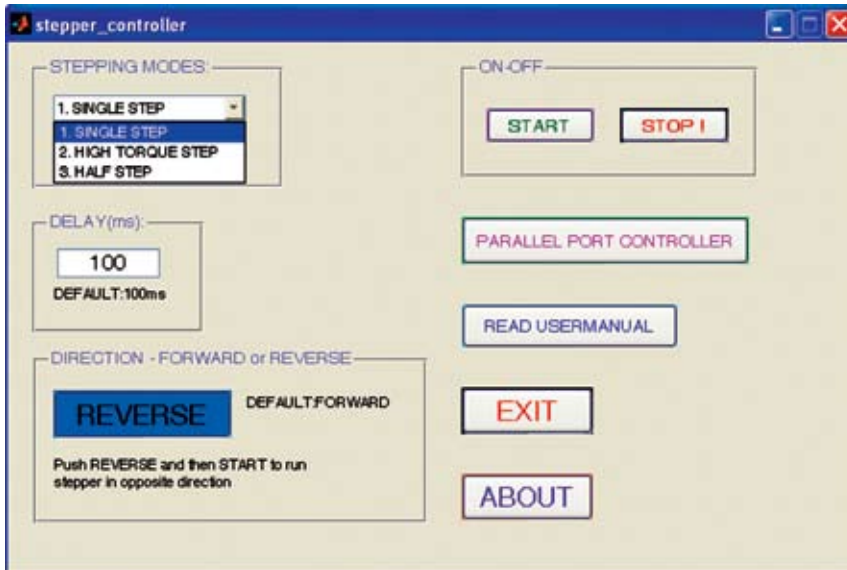 stepper_controller
STEPPING MODES:
1. SINGLE STEP
1. SINGLE STEP
2. HIGH TORQUE STEP
3. HALF STEP
ON-OFF
START
STOP !
DELAY(ms):
100
DEFAULT:100ms
PARALLEL PORT CONTROLLER
READ USERMANUAL
DIRECTION - FORWARD or REVERSE
REVERSE
DEFAULT:FORWARD
Push REVERSE and then START to run
stepper in opposite direction
EXIT
ABOUT